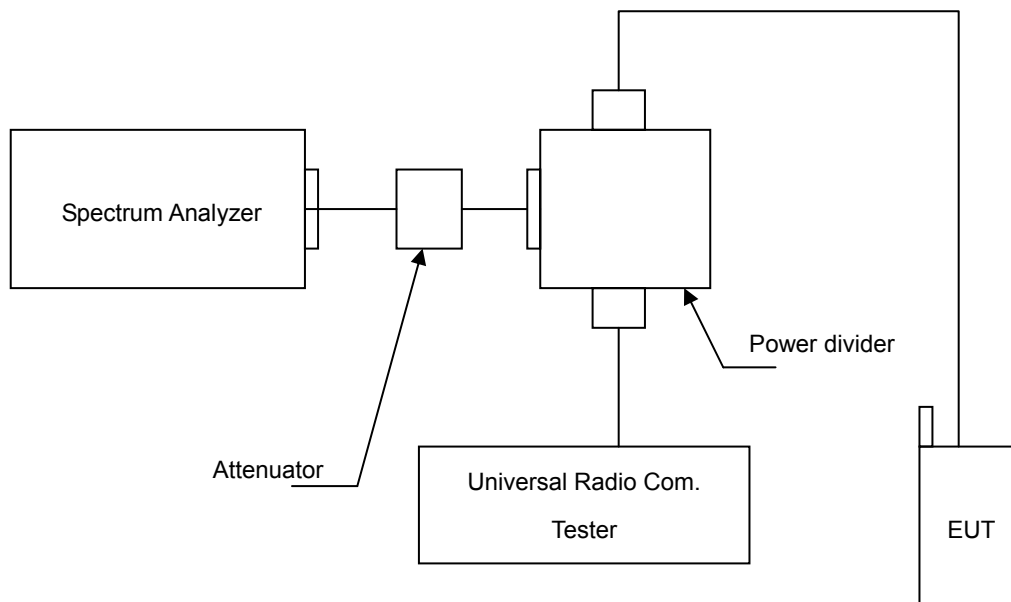 Spectrum Analyzer
Power divider
Attenuator
Universal Radio Com.
Tester
EUT